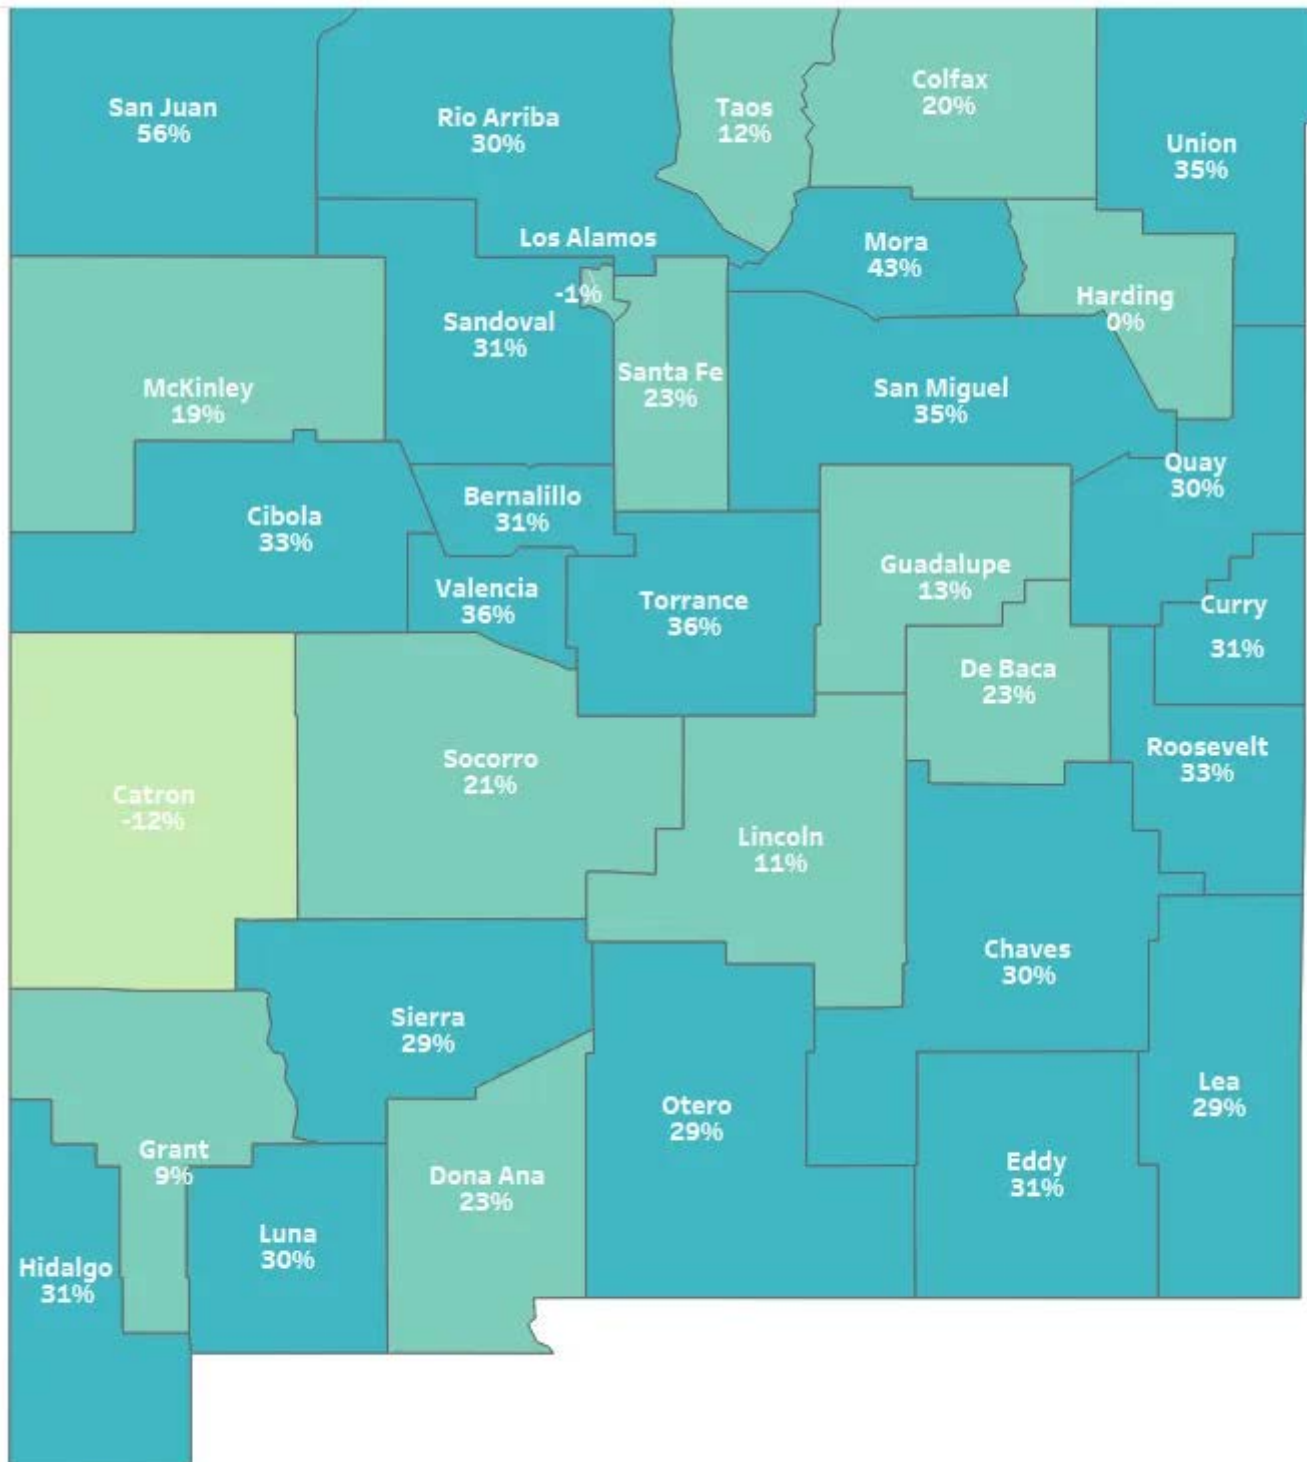 San Juan
56%
Rio Arriba
30%
Taos
12%
Colfax
20%
Union
35%
Los Alamos
-1%
Mora
43%
Harding
0%
Sandoval
31%
Santa Fe
23%
San Miguel
35%
McKinley
19%
Quay
30%
Cibola
33%
Bernalillo
31%
Valencia
36%
Torrance
36%
Guadalupe
13%
Curry
31%
De Baca
23%
Roosevelt
33%
Catron
-12%
Socorro
21%
Lincoln
11%
Chaves
30%
Sierra
29%
Otero
29%
Lea
29%
Grant
9%
Dona Ana
23%
Eddy
31%
Luna
30%
Hidalgo
31%